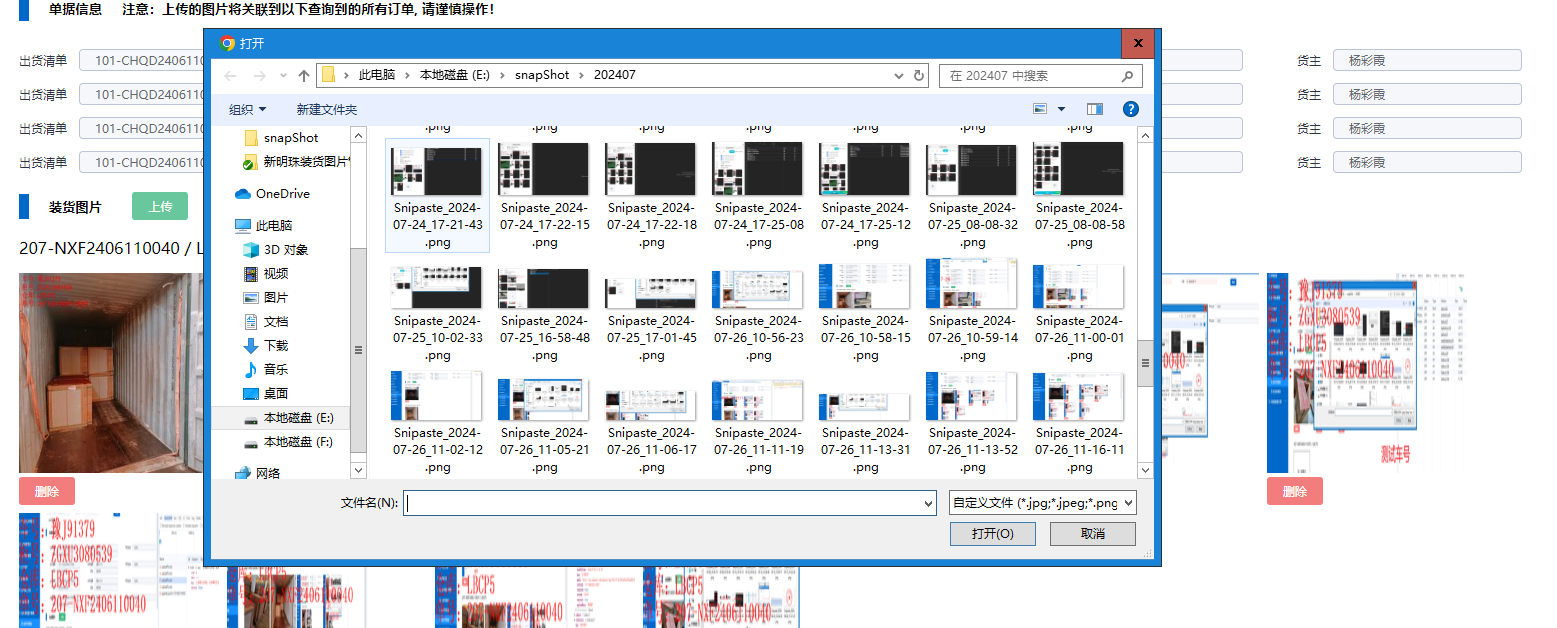 单据信息 注意：上传的图片将关联到以下查询到的所有订单, 请谨慎操作!
出货清单 101-CHQD240611 货主 杨彩霞
出货清单 101-CHQD240611 货主 杨彩霞
出货清单 101-CHQD240611 货主 杨彩霞
出货清单 101-CHQD240611 货主 杨彩霞
装货图片 上传
207-NXF2406110040 / L
删除
豫J91379
ZGXU3080539
LBCP5
207-NXF2406110040
测试车号
删除
豫J91379
ZGXU3080539
LBCP5
207-NXF2406110040
LBCP5
打开 x
此电脑 › 本地磁盘 (E:) › snapShot › 202407
在 202407 中搜索
组织 新建文件夹
?
snapShot
新明珠装货图片
OneDrive
此电脑
3D 对象
视频
图片
文档
下载
音乐
桌面
本地磁盘 (E:)
本地磁盘 (F:)
网络
.png .png .png .png .png .png .png
Snipaste_2024-07-24_17-21-43.png
Snipaste_2024-07-24_17-22-15.png
Snipaste_2024-07-24_17-22-18.png
Snipaste_2024-07-24_17-25-08.png
Snipaste_2024-07-24_17-25-12.png
Snipaste_2024-07-25_08-08-32.png
Snipaste_2024-07-25_08-08-58.png
Snipaste_2024-07-25_10-02-33.png
Snipaste_2024-07-25_16-58-48.png
Snipaste_2024-07-25_17-01-45.png
Snipaste_2024-07-26_10-56-23.png
Snipaste_2024-07-26_10-58-15.png
Snipaste_2024-07-26_10-59-14.png
Snipaste_2024-07-26_11-00-01.png
Snipaste_2024-07-26_11-02-12.png
Snipaste_2024-07-26_11-05-21.png
Snipaste_2024-07-26_11-06-17.png
Snipaste_2024-07-26_11-11-19.png
Snipaste_2024-07-26_11-13-31.png
Snipaste_2024-07-26_11-13-52.png
Snipaste_2024-07-26_11-16-11.png
文件名(N): 自定义文件 (*.jpg;*.jpeg;*.png
打开(O) 取消